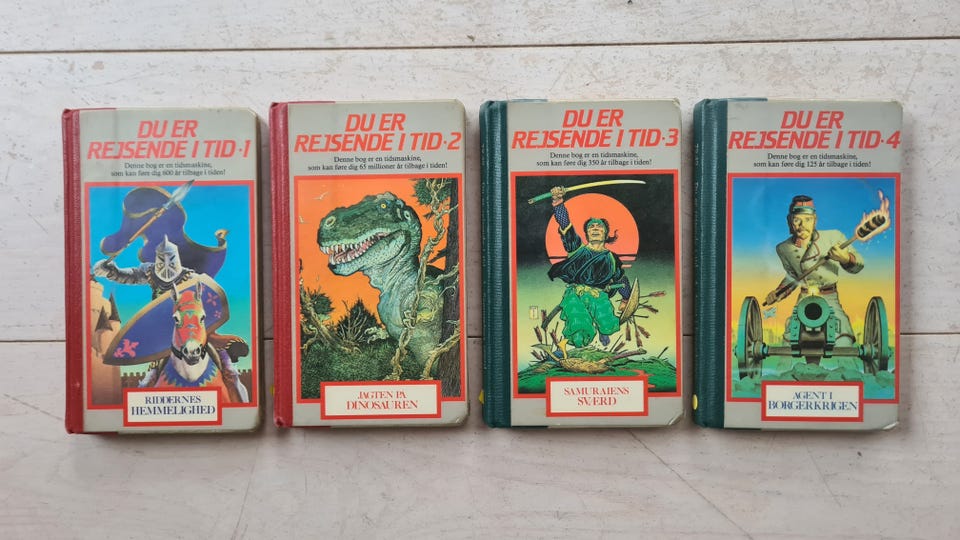 DU ER
REJSENDE I TID·1
Denne bog er en tidsmaskine,
som kan føre dig 600 år tilbage i tiden!
RIDDERNES
HEMMELIGHED
DU ER
REJSENDE I TID·2
Denne bog er en tidsmaskine,
som kan føre dig 65 millioner år tilbage i tiden!
JAGTEN PÅ
DINOSAUREN
DU ER
REJSENDE I TID·3
Denne bog er en tidsmaskine,
som kan føre dig 350 år tilbage i tiden!
SAMURAIENS
SVÆRD
DU ER
REJSENDE I TID·4
Denne bog er en tidsmaskine,
som kan føre dig 125 år tilbage i tiden!
AGENT I
BORGERKRIGEN